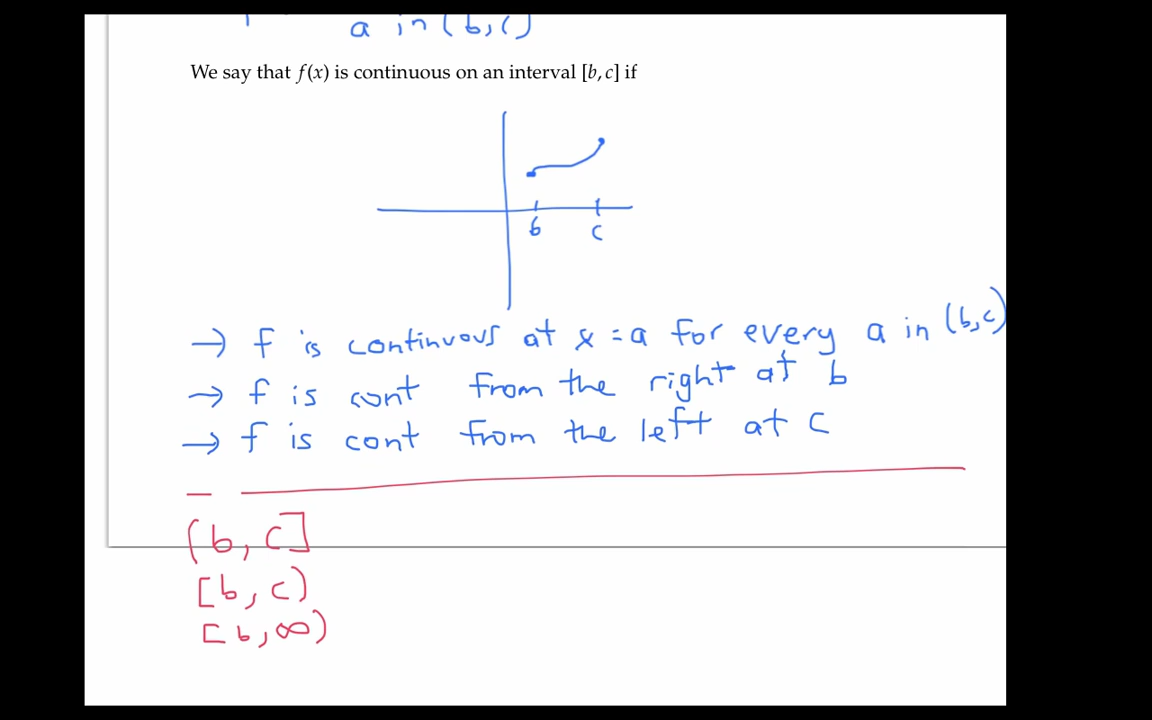 a in (b,c)
We say that f(x) is continuous on an interval [b, c] if
b c
→ f is continuous at x = a for every a in (b,c)
→ f is cont from the right at b
→ f is cont from the left at c
(b, c]
[b, c)
[b, ∞)